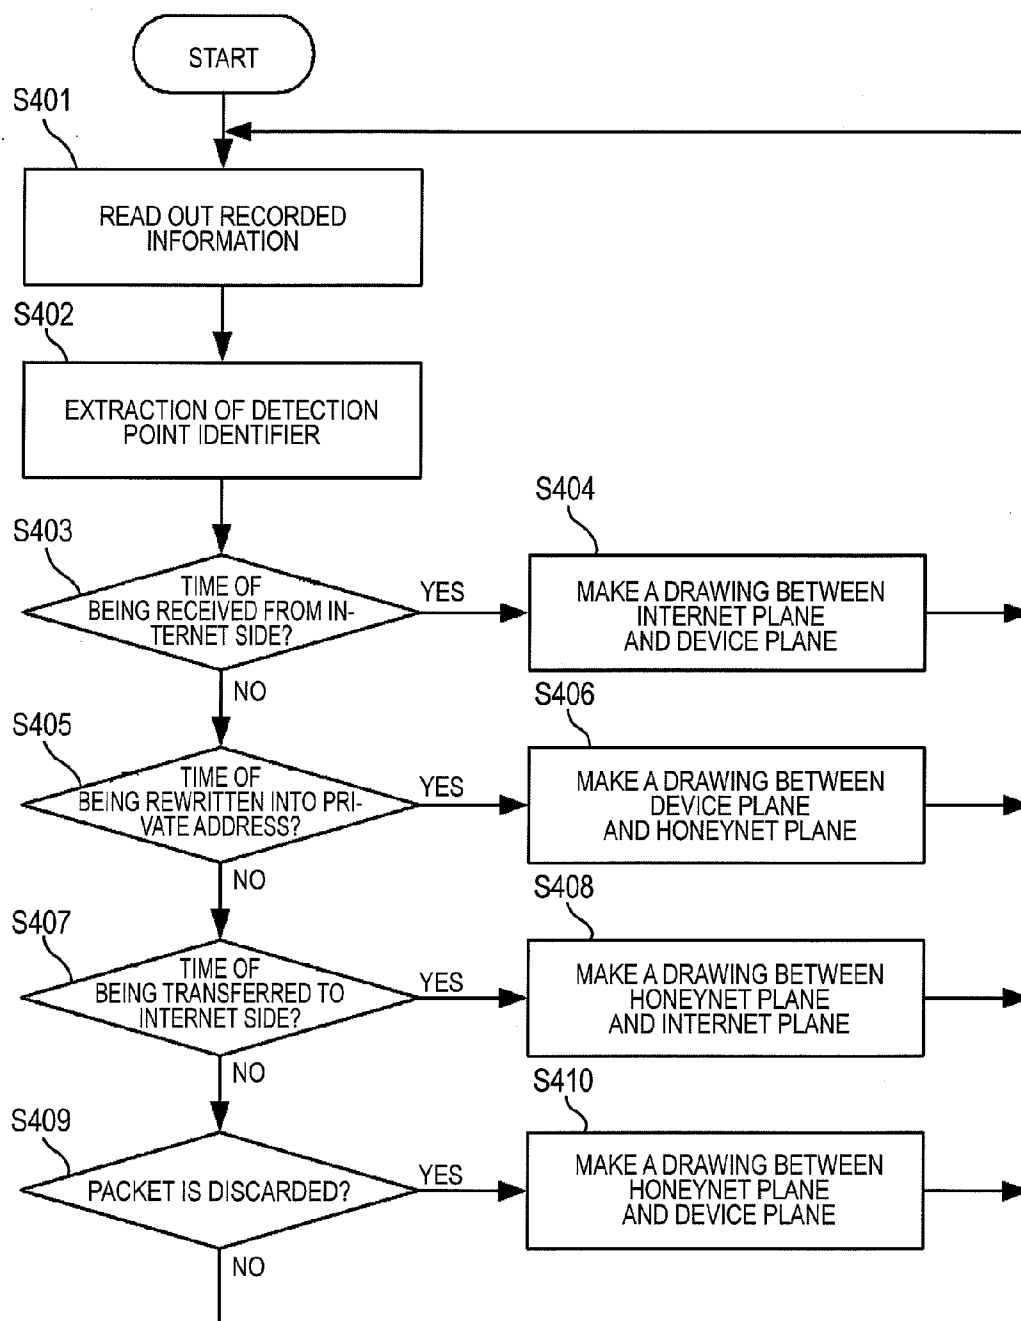 START
S401
READ OUT RECORDED
INFORMATION
S402
EXTRACTION OF DETECTION
POINT IDENTIFIER
S403
TIME OF
BEING RECEIVED FROM IN-
TERNET SIDE?
YES
NO
S404
MAKE A DRAWING BETWEEN
INTERNET PLANE
AND DEVICE PLANE
S405
TIME OF
BEING REWRITTEN INTO PRI-
VATE ADDRESS?
YES
NO
S406
MAKE A DRAWING BETWEEN
DEVICE PLANE
AND HONEYNET PLANE
S407
TIME OF
BEING TRANSFERRED TO
INTERNET SIDE?
YES
NO
S408
MAKE A DRAWING BETWEEN
HONEYNET PLANE
AND INTERNET PLANE
S409
PACKET IS DISCARDED?
YES
NO
S410
MAKE A DRAWING BETWEEN
HONEYNET PLANE
AND DEVICE PLANE